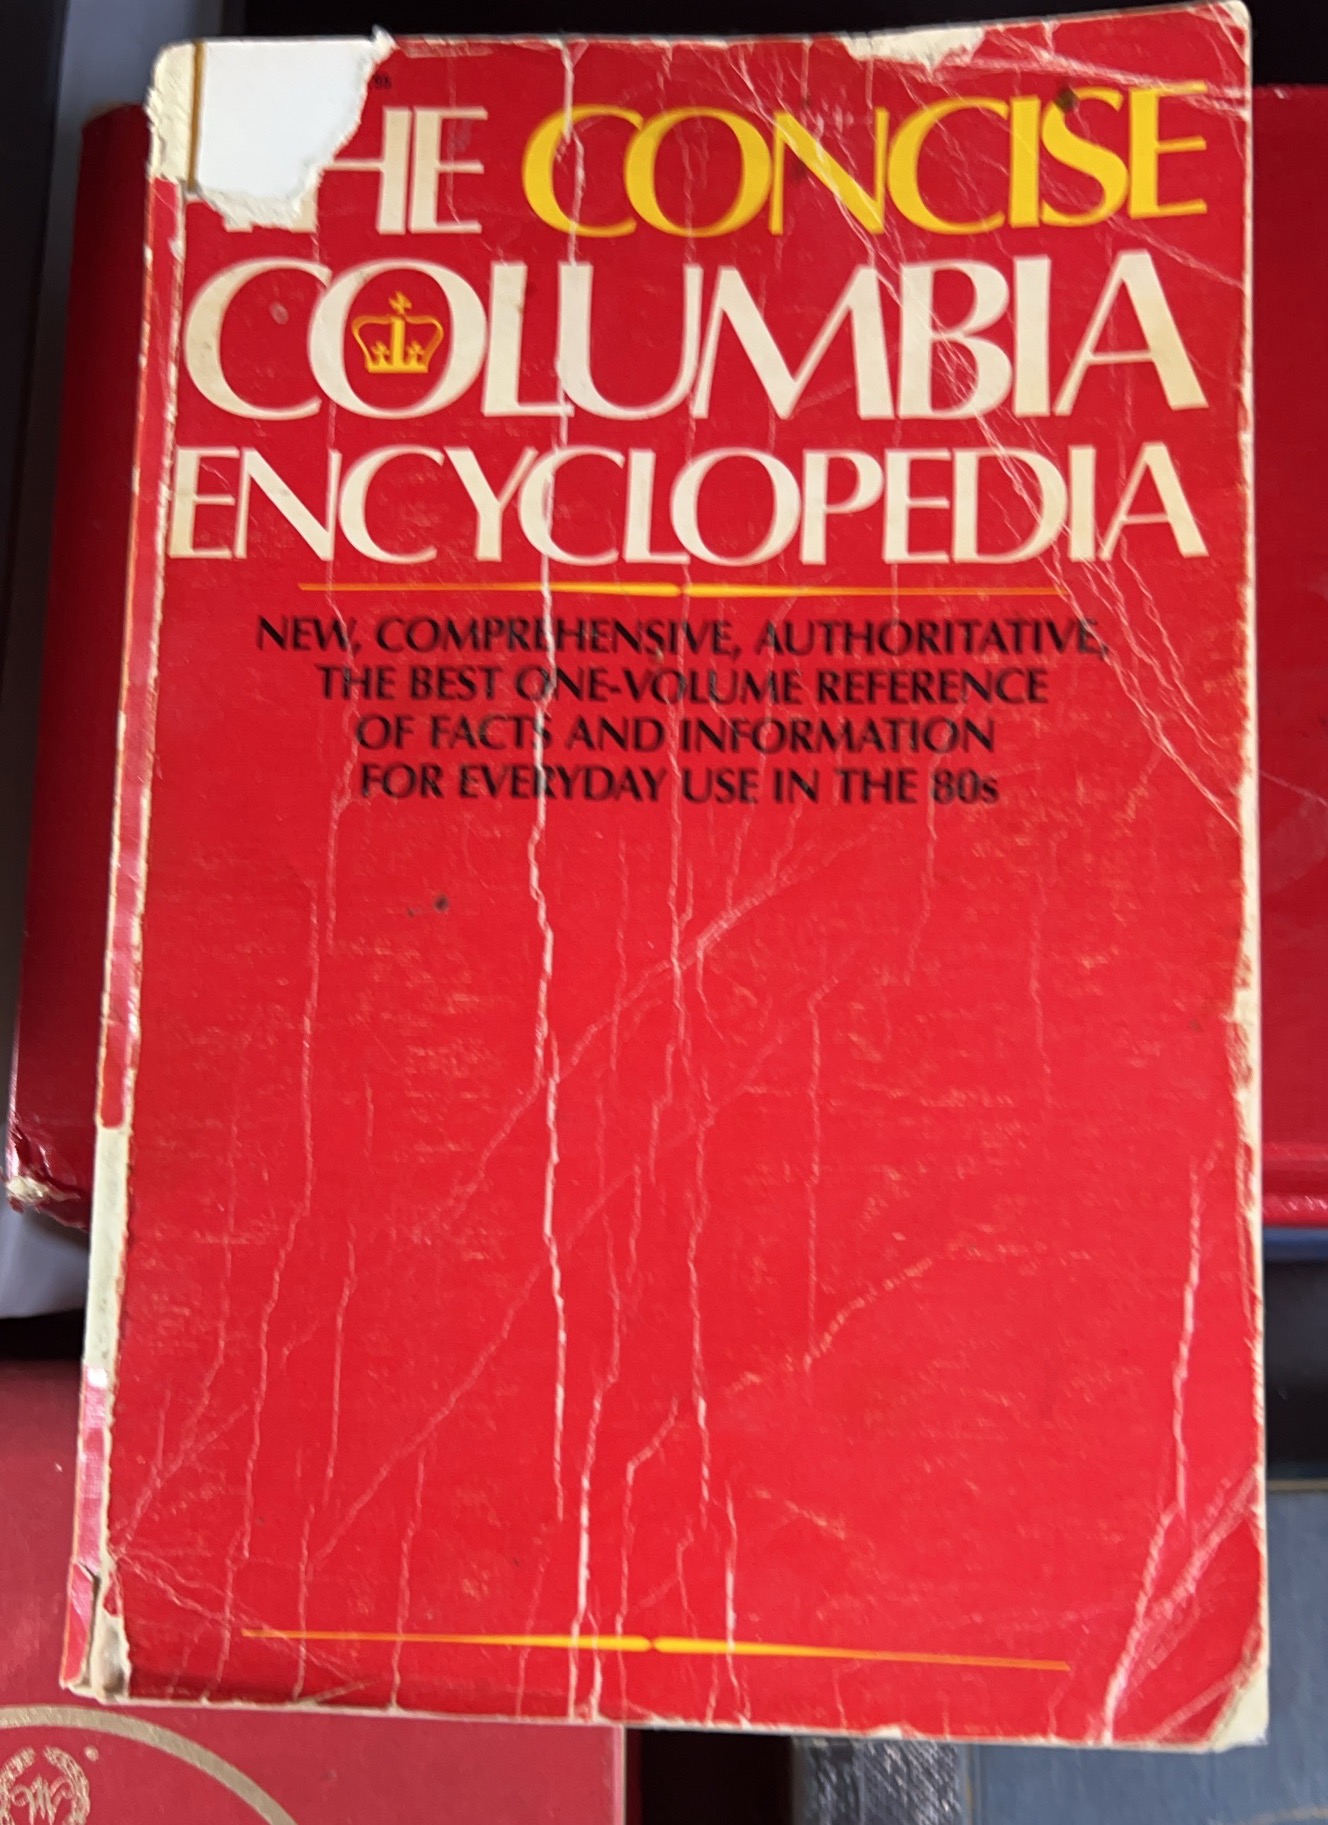 THE CONCISE
COLUMBIA
ENCYCLOPEDIA
NEW, COMPREHENSIVE, AUTHORITATIVE,
THE BEST ONE-VOLUME REFERENCE
OF FACTS AND INFORMATION
FOR EVERYDAY USE IN THE 80s